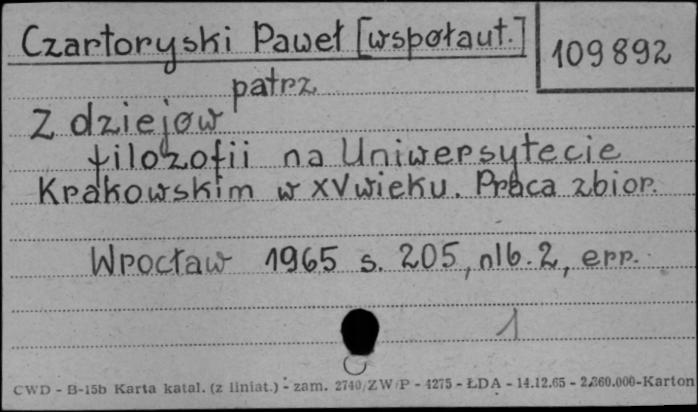 Czartoryski Paweł [współaut.]
109892
patrz
Z dziejów
filozofii na Uniwersytecie
Krakowskim w XV wieku. Praca zbior.
Wrocław 1965 s. 205, nlb. 2, err.
1
CWD - B-15b Karta katal. (z liniat.) - zam. 2740/ZW/P - 4275 - ŁDA - 14.12.65 - 2.360.000-Karton